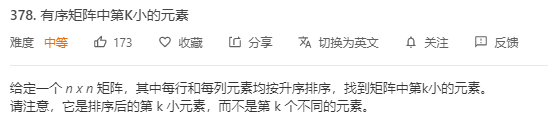 378. 有序矩阵中第K小的元素
难度 中等 173 收藏 分享 切换为英文 关注 反馈
给定一个 n x n 矩阵，其中每行和每列元素均按升序排序，找到矩阵中第k小的元素。
请注意，它是排序后的第 k 小元素，而不是第 k 个不同的元素。